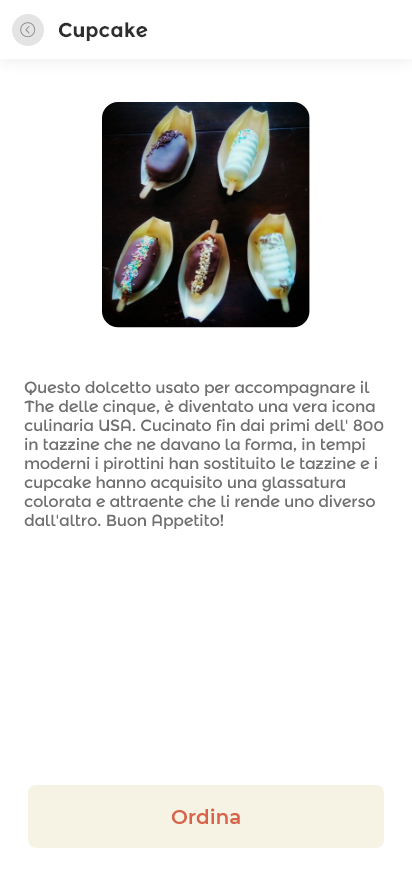 Cupcake
Questo dolcetto usato per accompagnare il
The delle cinque, è diventato una vera icona
culinaria USA. Cucinato fin dai primi dell' 800
in tazzine che ne davano la forma, in tempi
moderni i pirottini han sostituito le tazzine e i
cupcake hanno acquisito una glassatura
colorata e attraente che li rende uno diverso
dall'altro. Buon Appetito!
Ordina